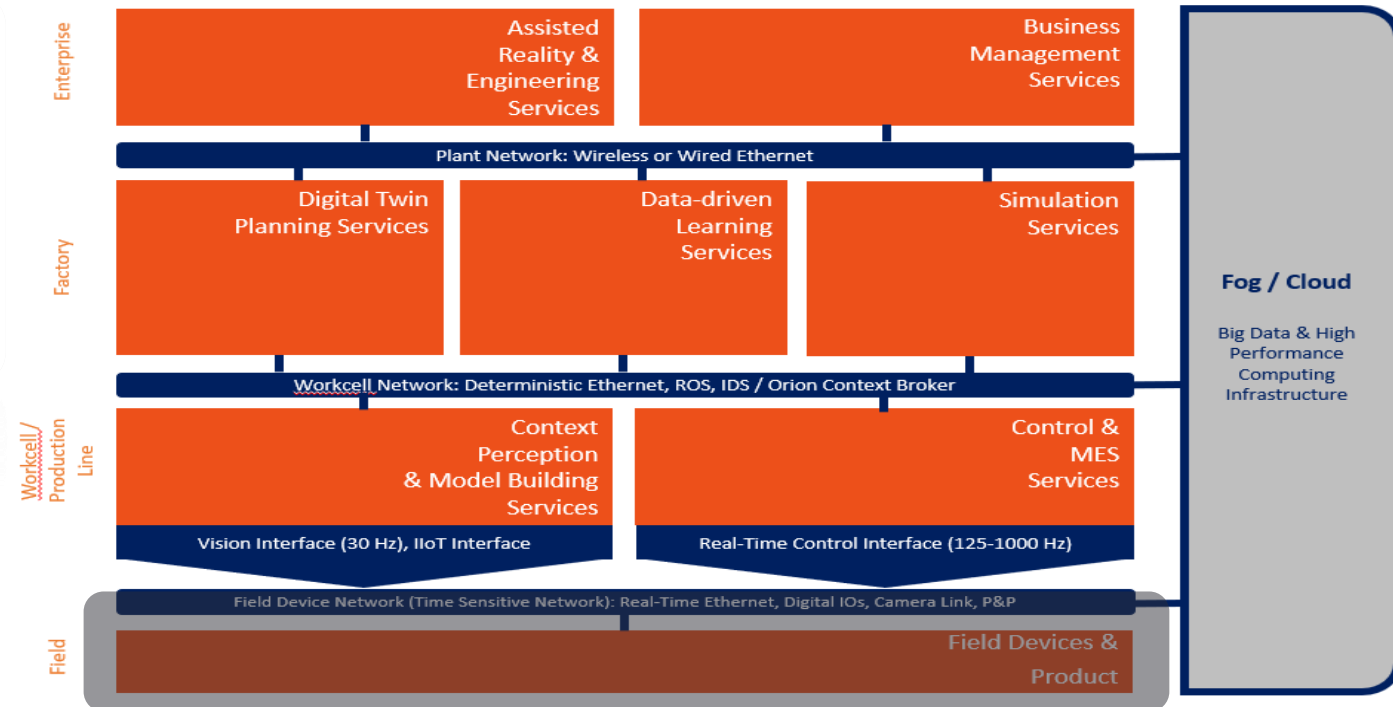 Enterprise
Assisted
Reality &
Engineering
Services
Business
Management
Services
Plant Network: Wireless or Wired Ethernet
Factory
Digital Twin
Planning Services
Data-driven
Learning
Services
Simulation
Services
Workcell Network: Deterministic Ethernet, ROS, IDS / Orion Context Broker
Workcell/
Production
Line
Context
Perception
& Model Building
Services
Control &
MES
Services
Vision Interface (30 Hz), IIoT Interface
Real-Time Control Interface (125-1000 Hz)
Field Device Network (Time Sensitive Network): Real-Time Ethernet, Digital IOs, Camera Link, P&P
Field
Field Devices &
Product
Fog / Cloud
Big Data & High
Performance
Computing
Infrastructure